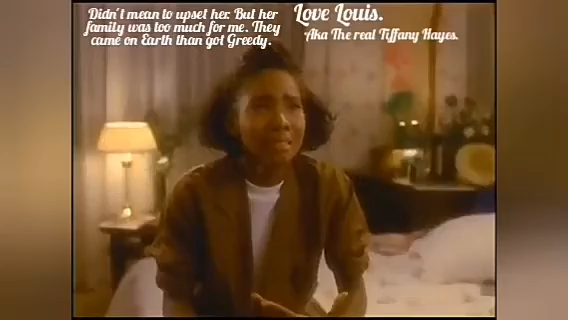 Didn't mean to upset her. But her
family was too much for me. They
came on Earth than got Greedy.
Love Louis.
Aka The real Tiffany Hayes.